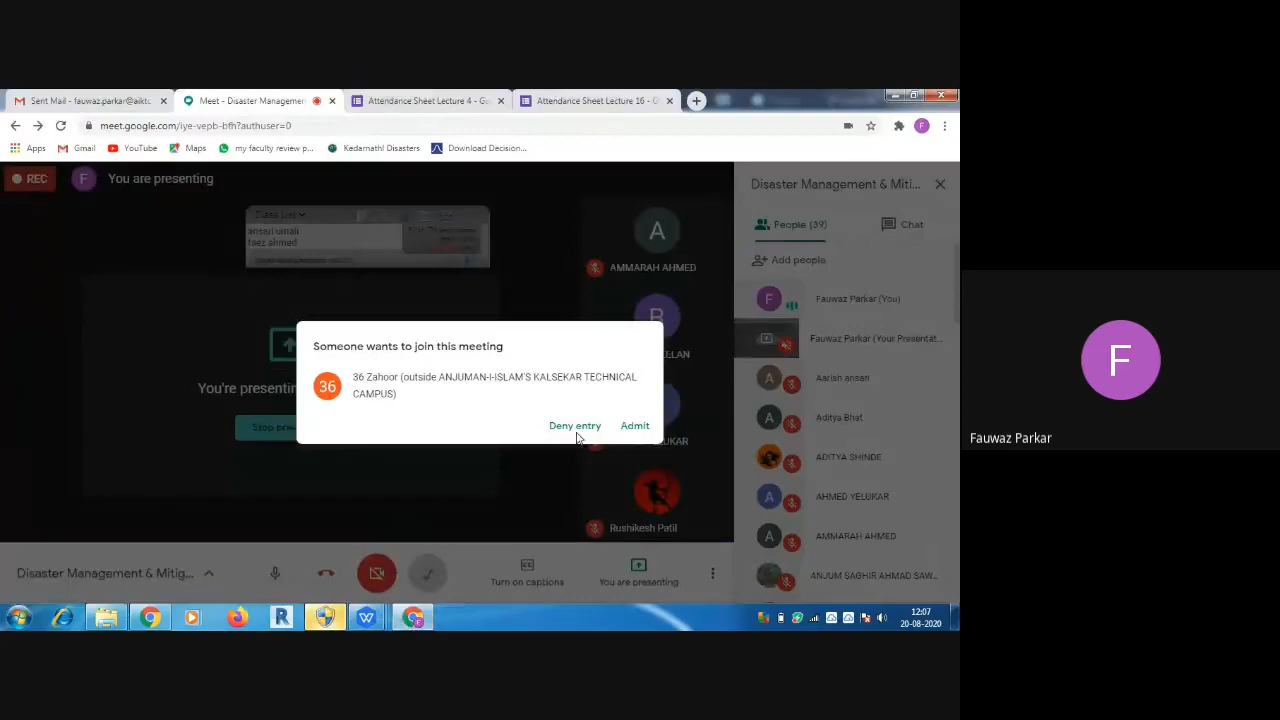 Sent Mail - fauwaz.parkar@aiktc
Meet - Disaster Managemen
Attendance Sheet Lecture 4 - Go
Attendance Sheet Lecture 16 - G
meet.google.com/iye-vepb-bfh?authuser=0
Apps
Gmail
YouTube
Maps
my faculty review p...
Kedarnath! Disasters
Download Decision...
REC
F
You are presenting
Class List
ansari umali
faez ahmed
A
AMMARAH AHMED
Disaster Management & Miti...
People (39)
Chat
Add people
F
Fauwaz Parkar (You)
Fauwaz Parkar (Your Presentat...
A
Aarish ansari
A
Aditya Bhat
ADITYA SHINDE
A
AHMED YELUKAR
A
AMMARAH AHMED
ANJUM SAGHIR AHMAD SAW...
You're presenting
Someone wants to join this meeting
36
36 Zahoor (outside ANJUMAN-I-ISLAM'S KALSEKAR TECHNICAL
CAMPUS)
Deny entry
Admit
Rushikesh Patil
Disaster Management & Mitig...
Turn on captions
You are presenting
R
W
12:07
20-08-2020
F
Fauwaz Parkar